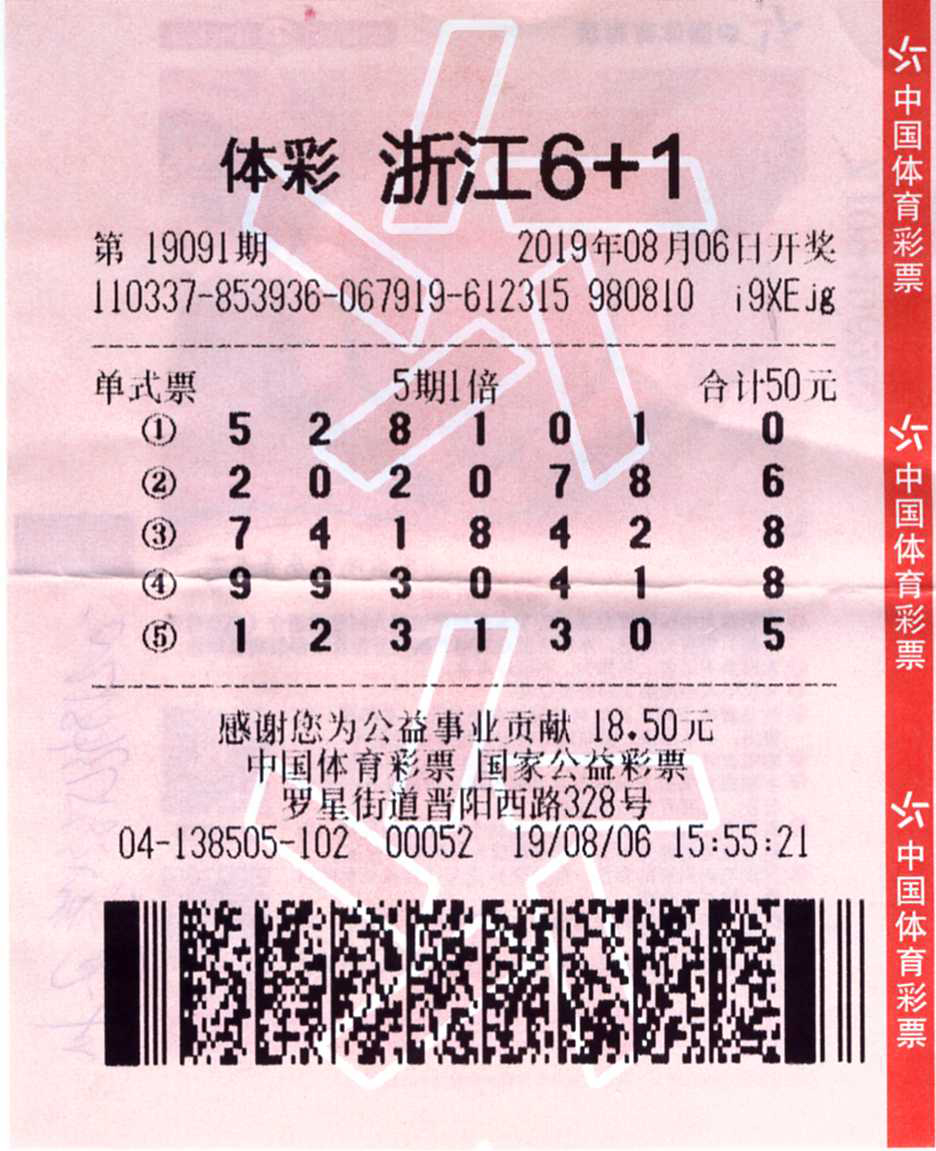 体彩 浙江6+1
第 19091期 2019年08月06日开奖
110337-853936-067919-612315 980810 i9XEjg
单式票 5期1倍 合计50元
① 5 2 8 1 0 1 0
② 2 0 2 0 7 8 6
③ 7 4 1 8 4 2 8
④ 9 9 3 0 4 1 8
⑤ 1 2 3 1 3 0 5
感谢您为公益事业贡献 18.50元
中国体育彩票 国家公益彩票
罗星街道晋阳西路328号
04-138505-102 00052 19/08/06 15:55:21
中国体育彩票
中国体育彩票
中国体育彩票